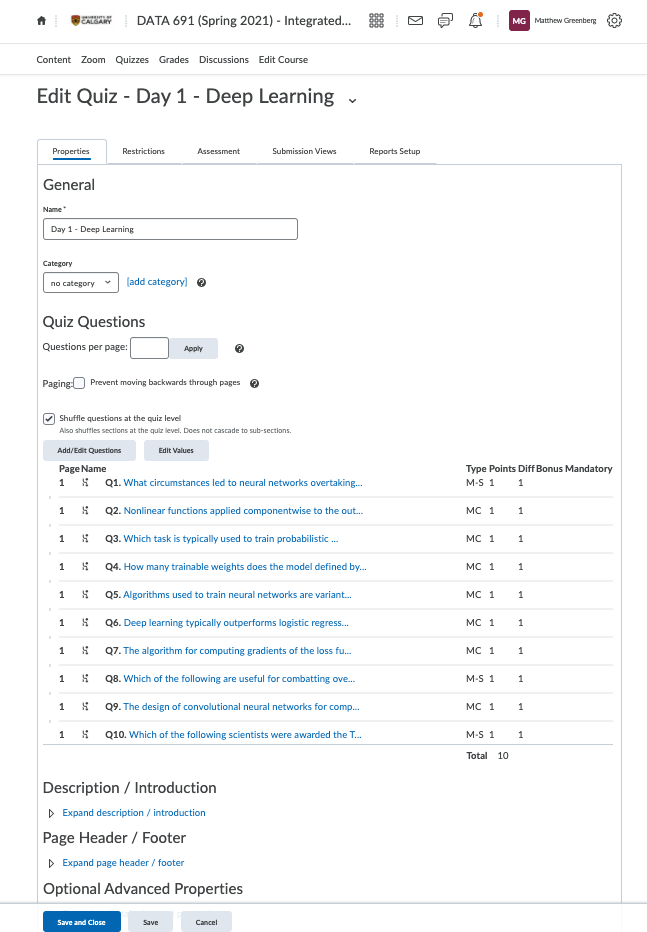 UNIVERSITY OF
CALGARY
DATA 691 (Spring 2021) - Integrated...
MG
Matthew Greenberg
Content Zoom Quizzes Grades Discussions Edit Course
Edit Quiz - Day 1 - Deep Learning
Properties Restrictions Assessment Submission Views Reports Setup
General
Name *
Day 1 - Deep Learning
Category
no category [add category]
Quiz Questions
Questions per page: Apply
Paging: Prevent moving backwards through pages
Shuffle questions at the quiz level
Also shuffles sections at the quiz level. Does not cascade to sub-sections.
Add/Edit Questions Edit Values
Page Name Type Points Diff Bonus Mandatory
1 Q1. What circumstances led to neural networks overtaking... M-S 1 1
1 Q2. Nonlinear functions applied componentwise to the out... MC 1 1
1 Q3. Which task is typically used to train probabilistic ... MC 1 1
1 Q4. How many trainable weights does the model defined by... MC 1 1
1 Q5. Algorithms used to train neural networks are variant... MC 1 1
1 Q6. Deep learning typically outperforms logistic regress... MC 1 1
1 Q7. The algorithm for computing gradients of the loss fu... MC 1 1
1 Q8. Which of the following are useful for combatting ove... M-S 1 1
1 Q9. The design of convolutional neural networks for comp... MC 1 1
1 Q10. Which of the following scientists were awarded the T... M-S 1 1
Total 10
Description / Introduction
Expand description / introduction
Page Header / Footer
Expand page header / footer
Optional Advanced Properties
Save and Close Save Cancel